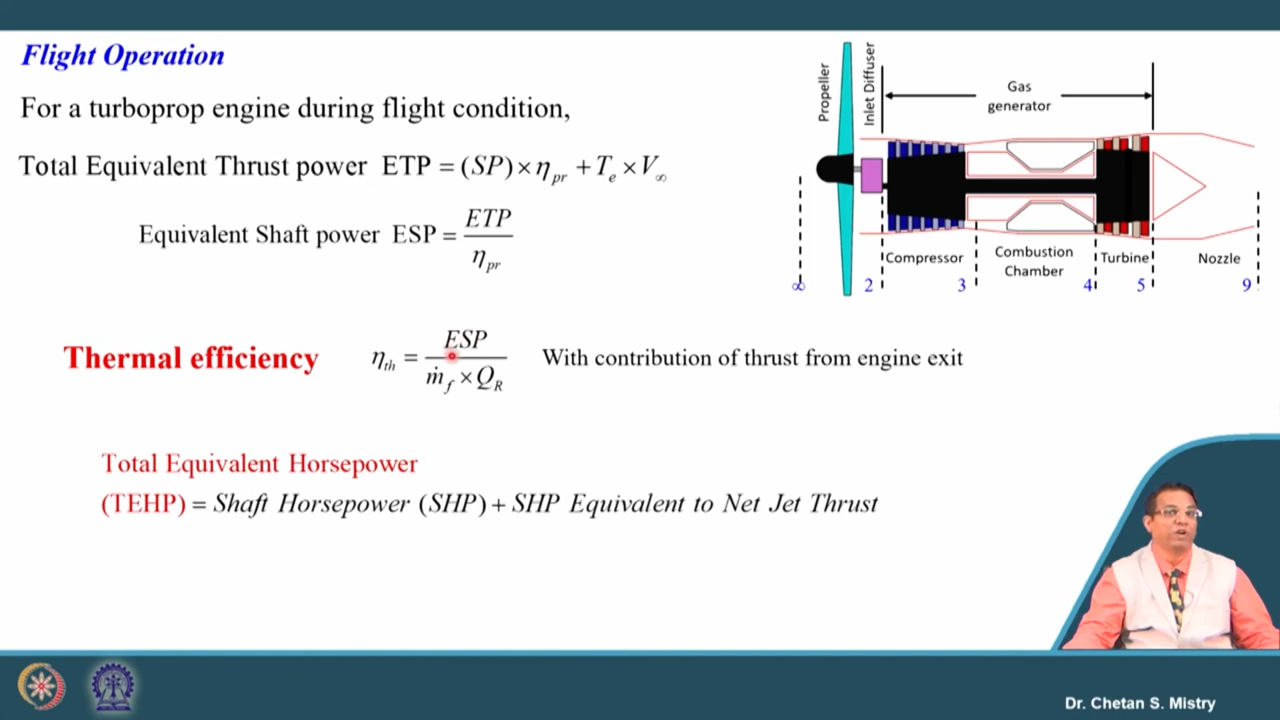 Flight Operation
For a turboprop engine during flight condition,
Total Equivalent Thrust power ETP = (SP) × η_pr + T_e × V_∞
Equivalent Shaft power ESP = ETP / η_pr
Thermal efficiency η_th = ESP / ṁ_f × Q_R With contribution of thrust from engine exit
Total Equivalent Horsepower
(TEHP) = Shaft Horsepower (SHP) + SHP Equivalent to Net Jet Thrust
Propeller
Inlet Diffuser
Gas
generator
Compressor
Combustion
Chamber
Turbine
Nozzle
∞ 2 3 4 5 9
Dr. Chetan S. Mistry